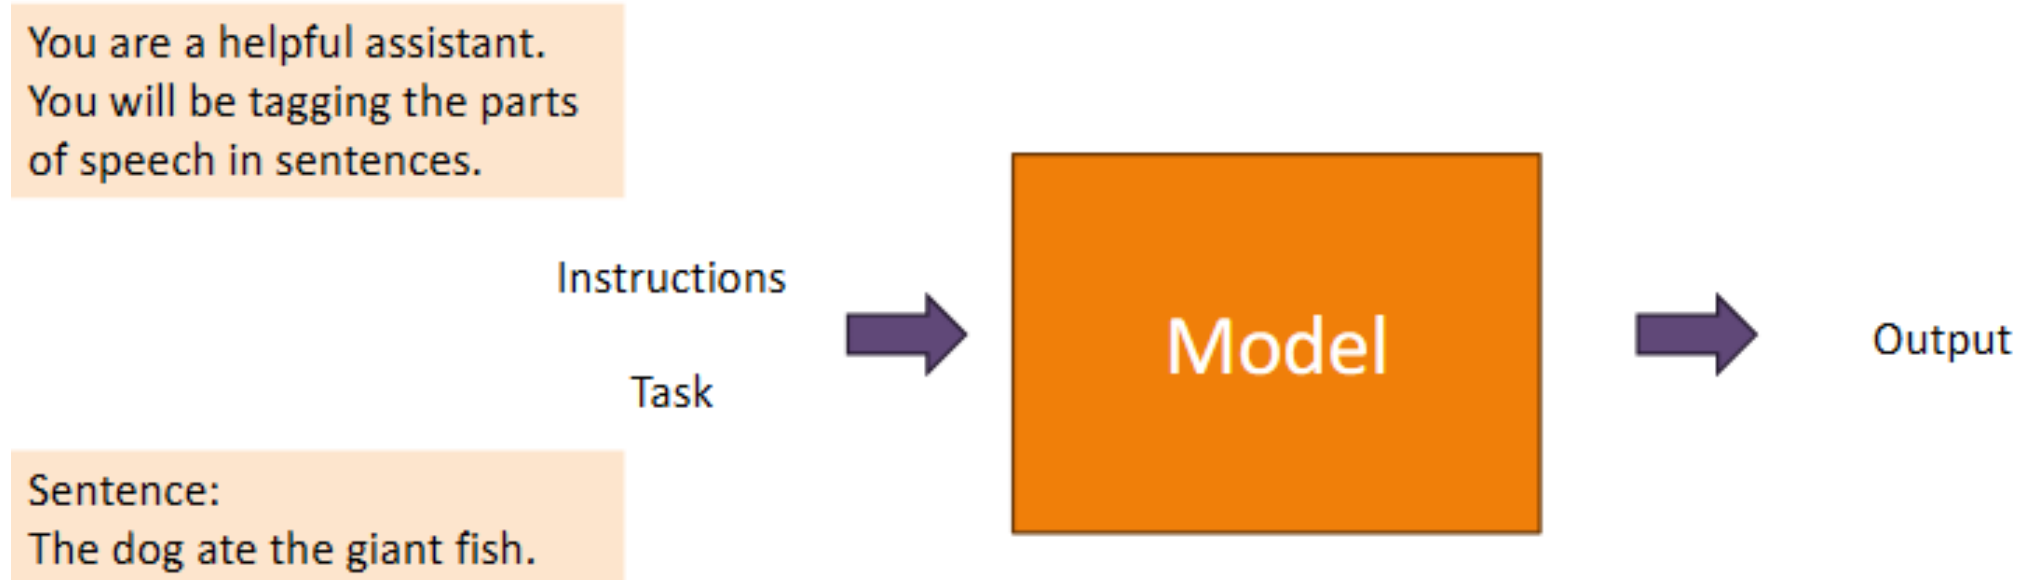 You are a helpful assistant.
You will be tagging the parts
of speech in sentences.
Instructions
Task
Sentence:
The dog ate the giant fish.
Model
Output